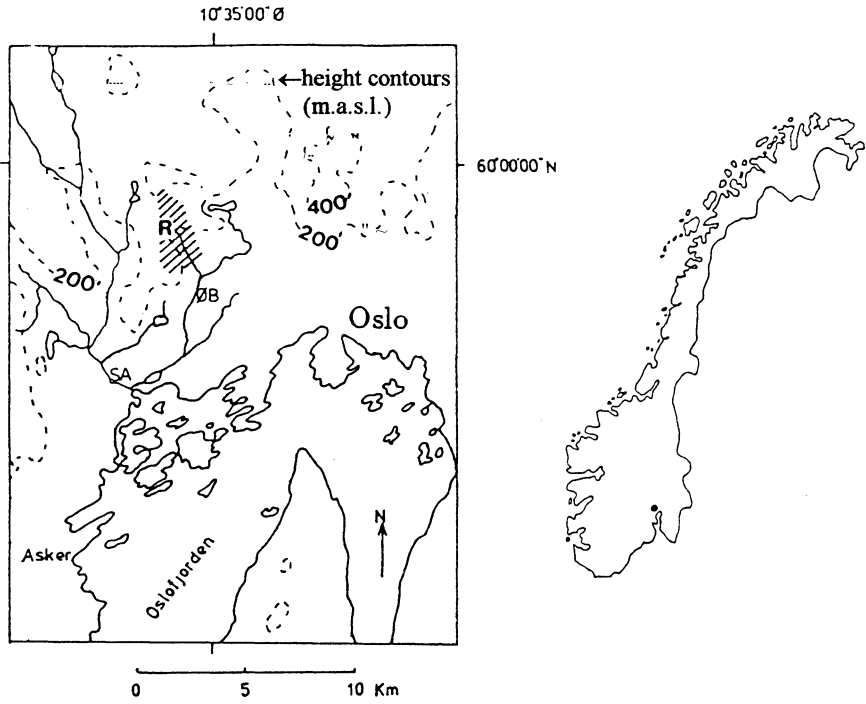 10°35'00" Ø
←height contours
(m.a.s.l.)
60°00'00" N
400'
200'
R
200'
ØB
Oslo
SA
N
Asker
Oslofjorden
0 5 10 Km